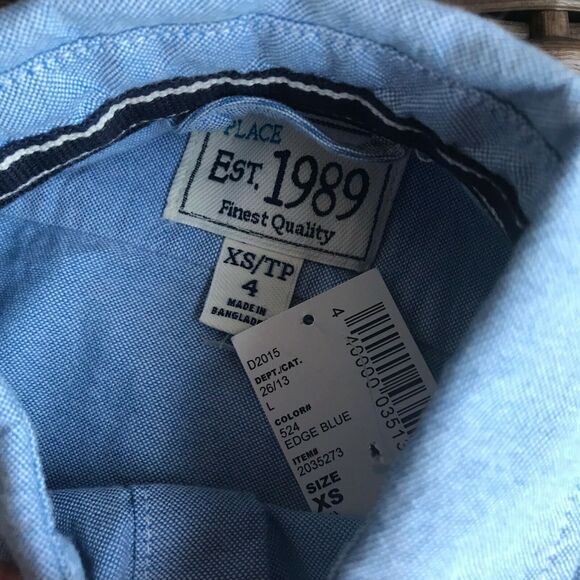 PLACE
EST. 1989
Finest Quality
XS/TP
4
MADE IN
D2015
DEPT./CAT.
26/13
L
COLOR#
524
EDGE BLUE
ITEM#
2035273
SIZE
XS